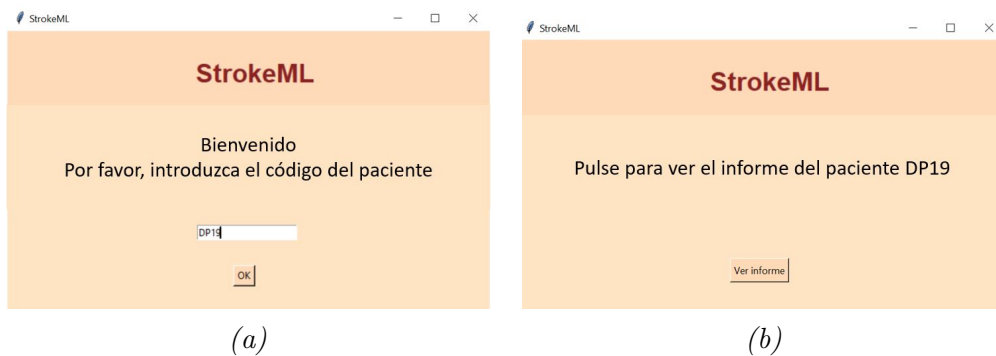 StrokeML
StrokeML
Bienvenido
Por favor, introduzca el código del paciente
DP19
OK
(a)
StrokeML
StrokeML
Pulse para ver el informe del paciente DP19
Ver informe
(b)